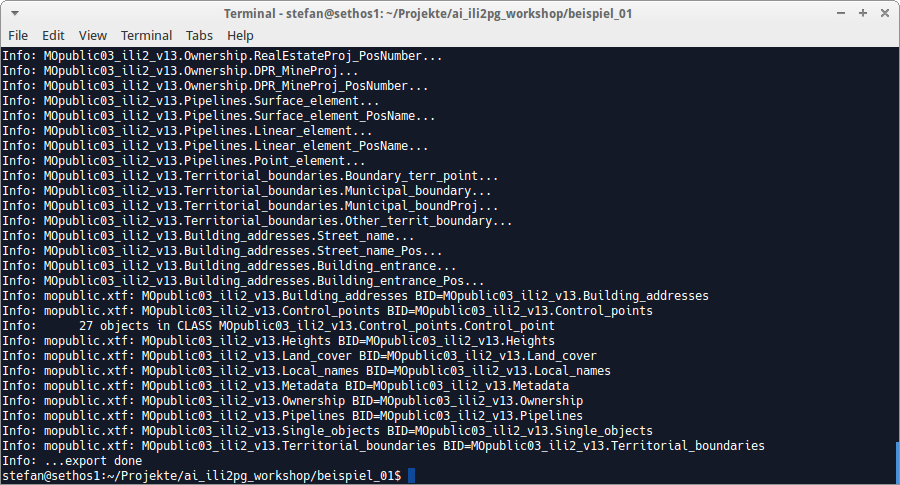 Terminal - stefan@sethos1: ~/Projekte/ai_ili2pg_workshop/beispiel_01
File Edit View Terminal Tabs Help
Info: MOpublic03_ili2_v13.Ownership.RealEstateProj_PosNumber...
Info: MOpublic03_ili2_v13.Ownership.DPR_MineProj...
Info: MOpublic03_ili2_v13.Ownership.DPR_MineProj_PosNumber...
Info: MOpublic03_ili2_v13.Pipelines.Surface_element...
Info: MOpublic03_ili2_v13.Pipelines.Surface_element_PosName...
Info: MOpublic03_ili2_v13.Pipelines.Linear_element...
Info: MOpublic03_ili2_v13.Pipelines.Linear_element_PosName...
Info: MOpublic03_ili2_v13.Pipelines.Point_element...
Info: MOpublic03_ili2_v13.Territorial_boundaries.Boundary_terr_point...
Info: MOpublic03_ili2_v13.Territorial_boundaries.Municipal_boundary...
Info: MOpublic03_ili2_v13.Territorial_boundaries.Municipal_boundProj...
Info: MOpublic03_ili2_v13.Territorial_boundaries.Other_territ_boundary...
Info: MOpublic03_ili2_v13.Building_addresses.Street_name...
Info: MOpublic03_ili2_v13.Building_addresses.Street_name_Pos...
Info: MOpublic03_ili2_v13.Building_addresses.Building_entrance...
Info: MOpublic03_ili2_v13.Building_addresses.Building_entrance_Pos...
Info: mopublic.xtf: MOpublic03_ili2_v13.Building_addresses BID=MOpublic03_ili2_v13.Building_addresses
Info: mopublic.xtf: MOpublic03_ili2_v13.Control_points BID=MOpublic03_ili2_v13.Control_points
Info:      27 objects in CLASS MOpublic03_ili2_v13.Control_points.Control_point
Info: mopublic.xtf: MOpublic03_ili2_v13.Heights BID=MOpublic03_ili2_v13.Heights
Info: mopublic.xtf: MOpublic03_ili2_v13.Land_cover BID=MOpublic03_ili2_v13.Land_cover
Info: mopublic.xtf: MOpublic03_ili2_v13.Local_names BID=MOpublic03_ili2_v13.Local_names
Info: mopublic.xtf: MOpublic03_ili2_v13.Metadata BID=MOpublic03_ili2_v13.Metadata
Info: mopublic.xtf: MOpublic03_ili2_v13.Ownership BID=MOpublic03_ili2_v13.Ownership
Info: mopublic.xtf: MOpublic03_ili2_v13.Pipelines BID=MOpublic03_ili2_v13.Pipelines
Info: mopublic.xtf: MOpublic03_ili2_v13.Single_objects BID=MOpublic03_ili2_v13.Single_objects
Info: mopublic.xtf: MOpublic03_ili2_v13.Territorial_boundaries BID=MOpublic03_ili2_v13.Territorial_boundaries
Info: ...export done
stefan@sethos1:~/Projekte/ai_ili2pg_workshop/beispiel_01$